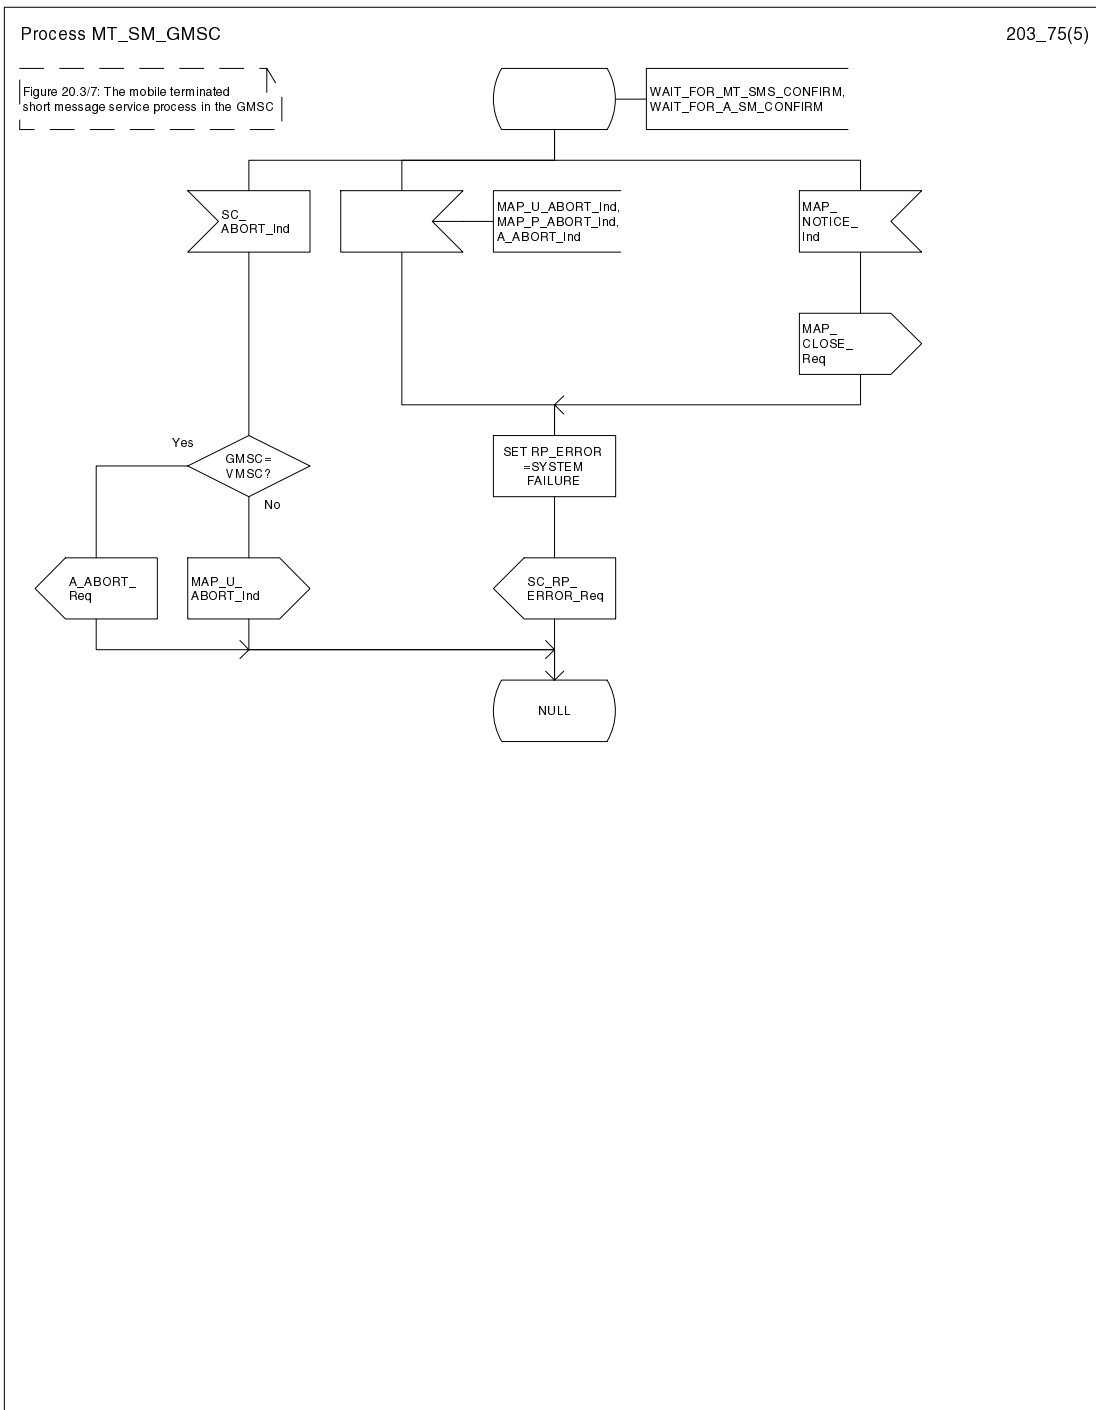 Process MT_SM_GMSC
203_75(5)
Figure 20.3/7: The mobile terminated
short message service process in the GMSC
WAIT_FOR_MT_SMS_CONFIRM,
WAIT_FOR_A_SM_CONFIRM
SC_
ABORT_Ind
MAP_U_ABORT_Ind,
MAP_P_ABORT_Ind,
A_ABORT_Ind
MAP_
NOTICE_
Ind
MAP_
CLOSE_
Req
Yes
GMSC=
VMSC?
No
SET RP_ERROR
=SYSTEM
FAILURE
A_ABORT_
Req
MAP_U_
ABORT_Ind
SC_RP_
ERROR_Req
NULL